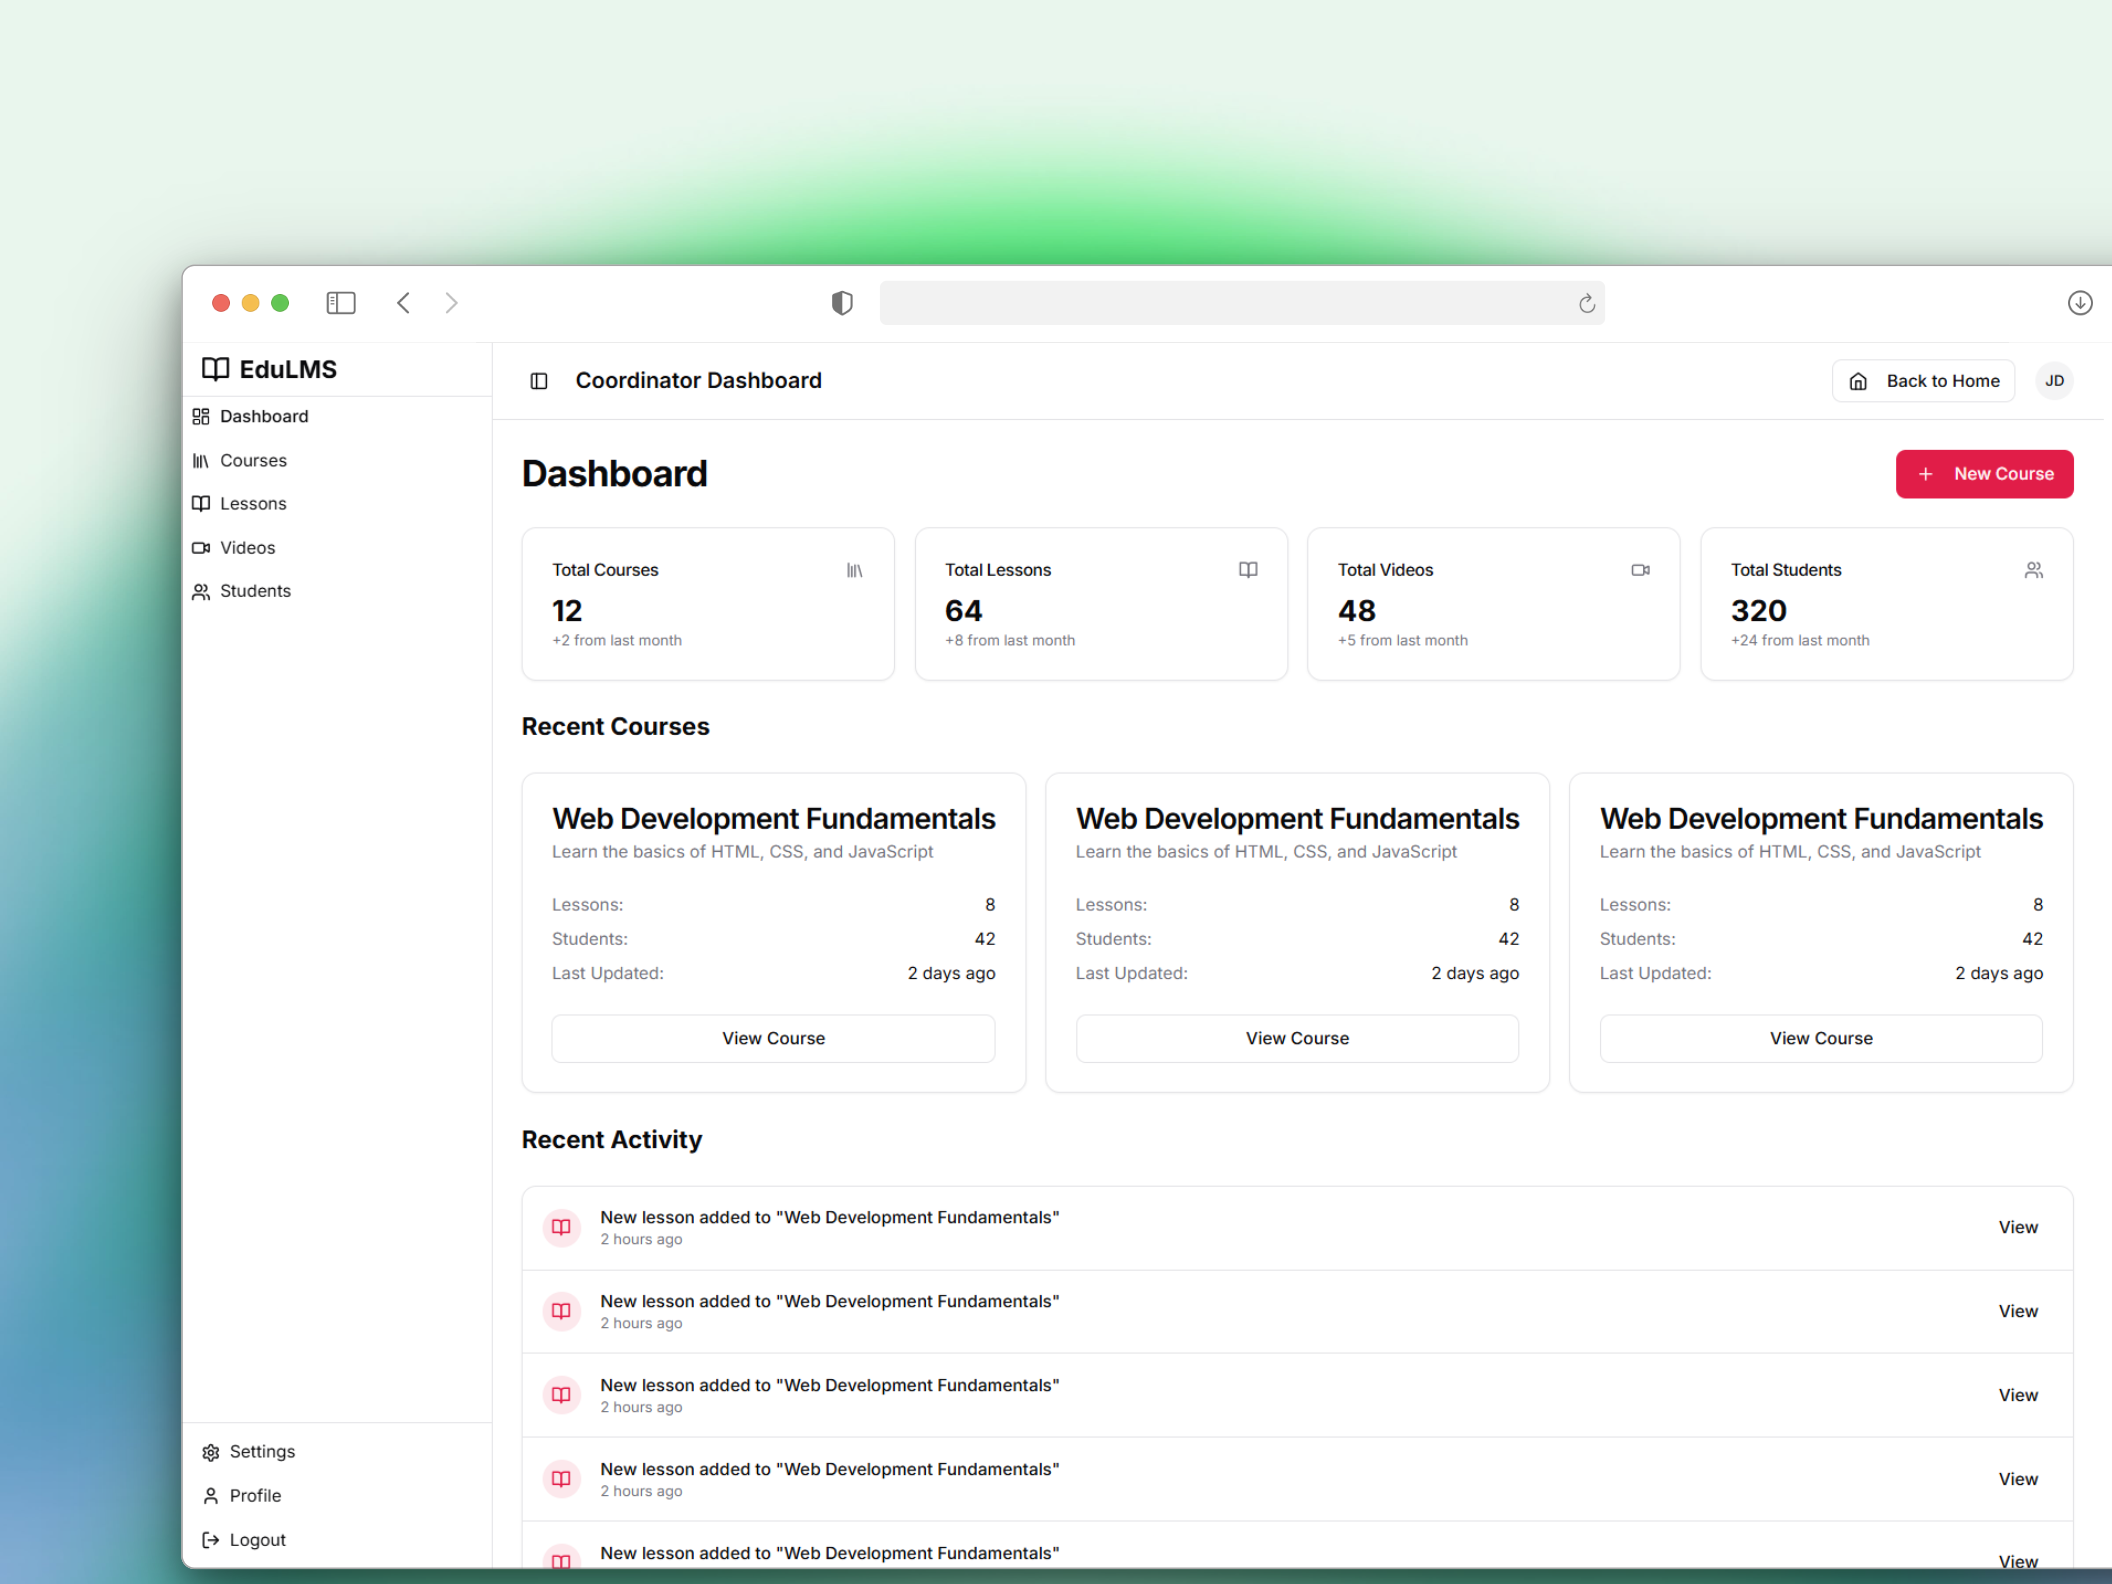 EduLMS
Dashboard
Courses
Lessons
Videos
Students
Settings
Profile
Logout
Coordinator Dashboard
Back to Home
JD
Dashboard
+ New Course
Total Courses
12
+2 from last month
Total Lessons
64
+8 from last month
Total Videos
48
+5 from last month
Total Students
320
+24 from last month
Recent Courses
Web Development Fundamentals
Learn the basics of HTML, CSS, and JavaScript
Lessons: 8
Students: 42
Last Updated: 2 days ago
View Course
Web Development Fundamentals
Learn the basics of HTML, CSS, and JavaScript
Lessons: 8
Students: 42
Last Updated: 2 days ago
View Course
Web Development Fundamentals
Learn the basics of HTML, CSS, and JavaScript
Lessons: 8
Students: 42
Last Updated: 2 days ago
View Course
Recent Activity
New lesson added to "Web Development Fundamentals"
2 hours ago
View
New lesson added to "Web Development Fundamentals"
2 hours ago
View
New lesson added to "Web Development Fundamentals"
2 hours ago
View
New lesson added to "Web Development Fundamentals"
2 hours ago
View
New lesson added to "Web Development Fundamentals"
View